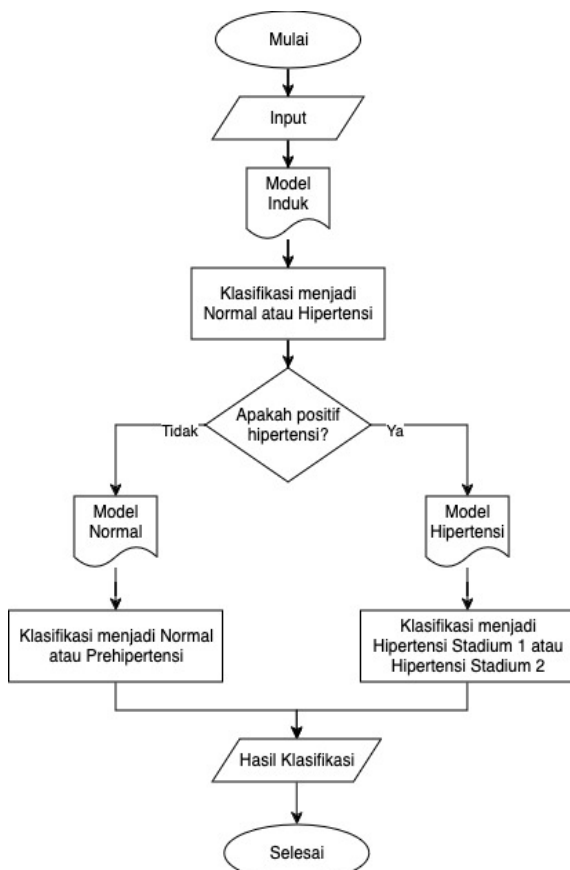 Mulai
Input
Model
Induk
Klasifikasi menjadi
Normal atau Hipertensi
Apakah positif
hipertensi?
Tidak
Ya
Model
Normal
Model
Hipertensi
Klasifikasi menjadi Normal
atau Prehipertensi
Klasifikasi menjadi
Hipertensi Stadium 1 atau
Hipertensi Stadium 2
Hasil Klasifikasi
Selesai